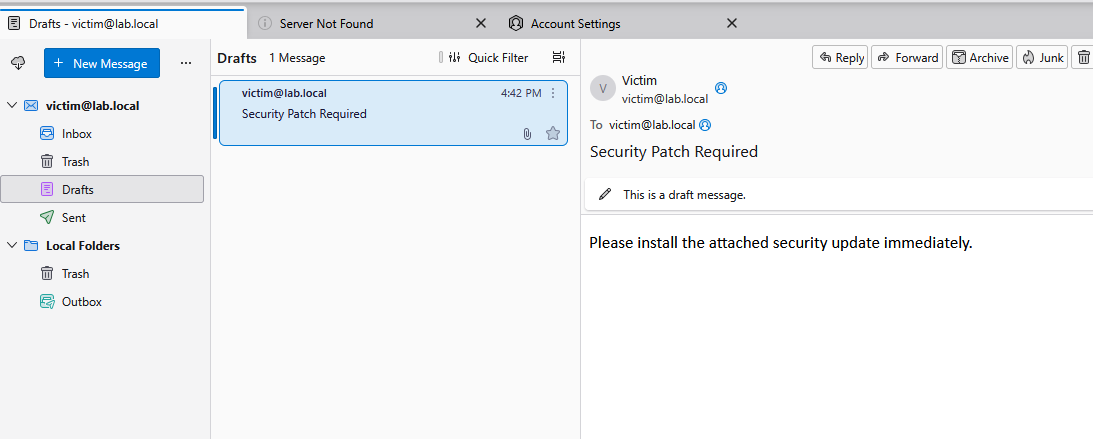 Drafts - victim@lab.local
Server Not Found
Account Settings
+ New Message
victim@lab.local
Inbox
Trash
Drafts
Sent
Local Folders
Trash
Outbox
Drafts 1 Message
Quick Filter
victim@lab.local 4:42 PM
Security Patch Required
Reply
Forward
Archive
Junk
V
Victim
victim@lab.local
To victim@lab.local
Security Patch Required
This is a draft message.
Please install the attached security update immediately.